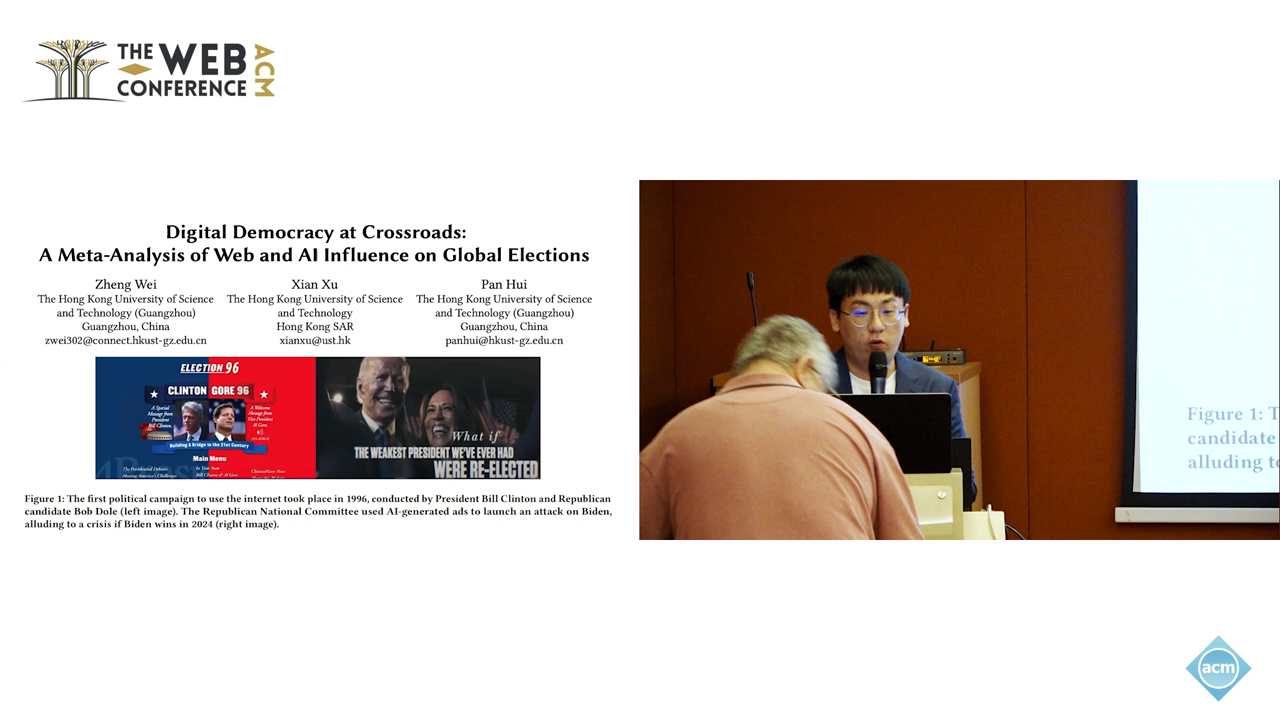 THE WEB
CONFERENCE
ACM
Digital Democracy at Crossroads:
A Meta-Analysis of Web and AI Influence on Global Elections
Zheng Wei
The Hong Kong University of Science
and Technology (Guangzhou)
Guangzhou, China
zwei302@connect.hkust-gz.edu.cn
Xian Xu
The Hong Kong University of Science
and Technology
Hong Kong SAR
xianxu@ust.hk
Pan Hui
The Hong Kong University of Science
and Technology (Guangzhou)
Guangzhou, China
panhui@hkust-gz.edu.cn
ELECTION 96
CLINTON GORE 96
A Special
Message from
Bill Clinton.
A Welcome
Message from
Vice President
Al Gore.
Building A Bridge to the 21st Century
Main Menu
The Presidential Debates
Meeting America's Challenges
In Your State
What if
THE WEAKEST PRESIDENT WE'VE EVER HAD
WERE RE-ELECTED
Figure 1: The first political campaign to use the internet took place in 1996, conducted by President Bill Clinton and Republican
candidate Bob Dole (left image). The Republican National Committee used AI-generated ads to launch an attack on Biden,
alluding to a crisis if Biden wins in 2024 (right image).
Figure 1: T
candidate
alluding to
acm